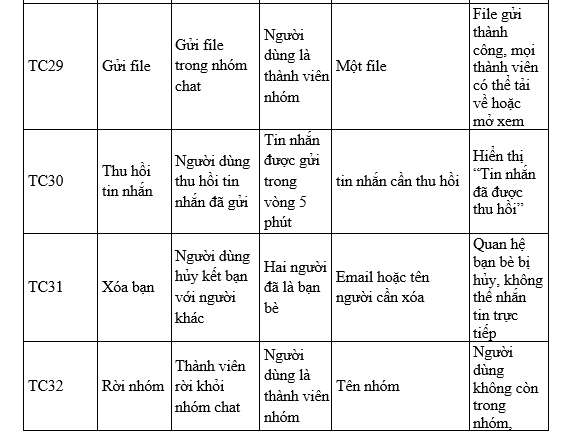 TC29
Gửi file
Gửi file
trong nhóm
chat
Người
dùng là
thành viên
nhóm
Một file
File gửi
thành
công, mọi
thành viên
có thể tải
về hoặc
mở xem
TC30
Thu hồi
tin nhắn
Người dùng
thu hồi tin
nhắn đã gửi
Tin nhắn
được gửi
trong
vòng 5
phút
tin nhắn cần thu hồi
Hiển thị
“Tin nhắn
đã được
thu hồi”
TC31
Xóa bạn
Người dùng
hủy kết bạn
với người
khác
Hai người
đã là bạn
bè
Email hoặc tên
người cần xóa
Quan hệ
bạn bè bị
hủy, không
thể nhắn
tin trực
tiếp
TC32
Rời nhóm
Thành viên
rời khỏi
nhóm chat
Người
dùng là
thành viên
nhóm
Tên nhóm
Người
dùng
không còn
trong
nhóm,